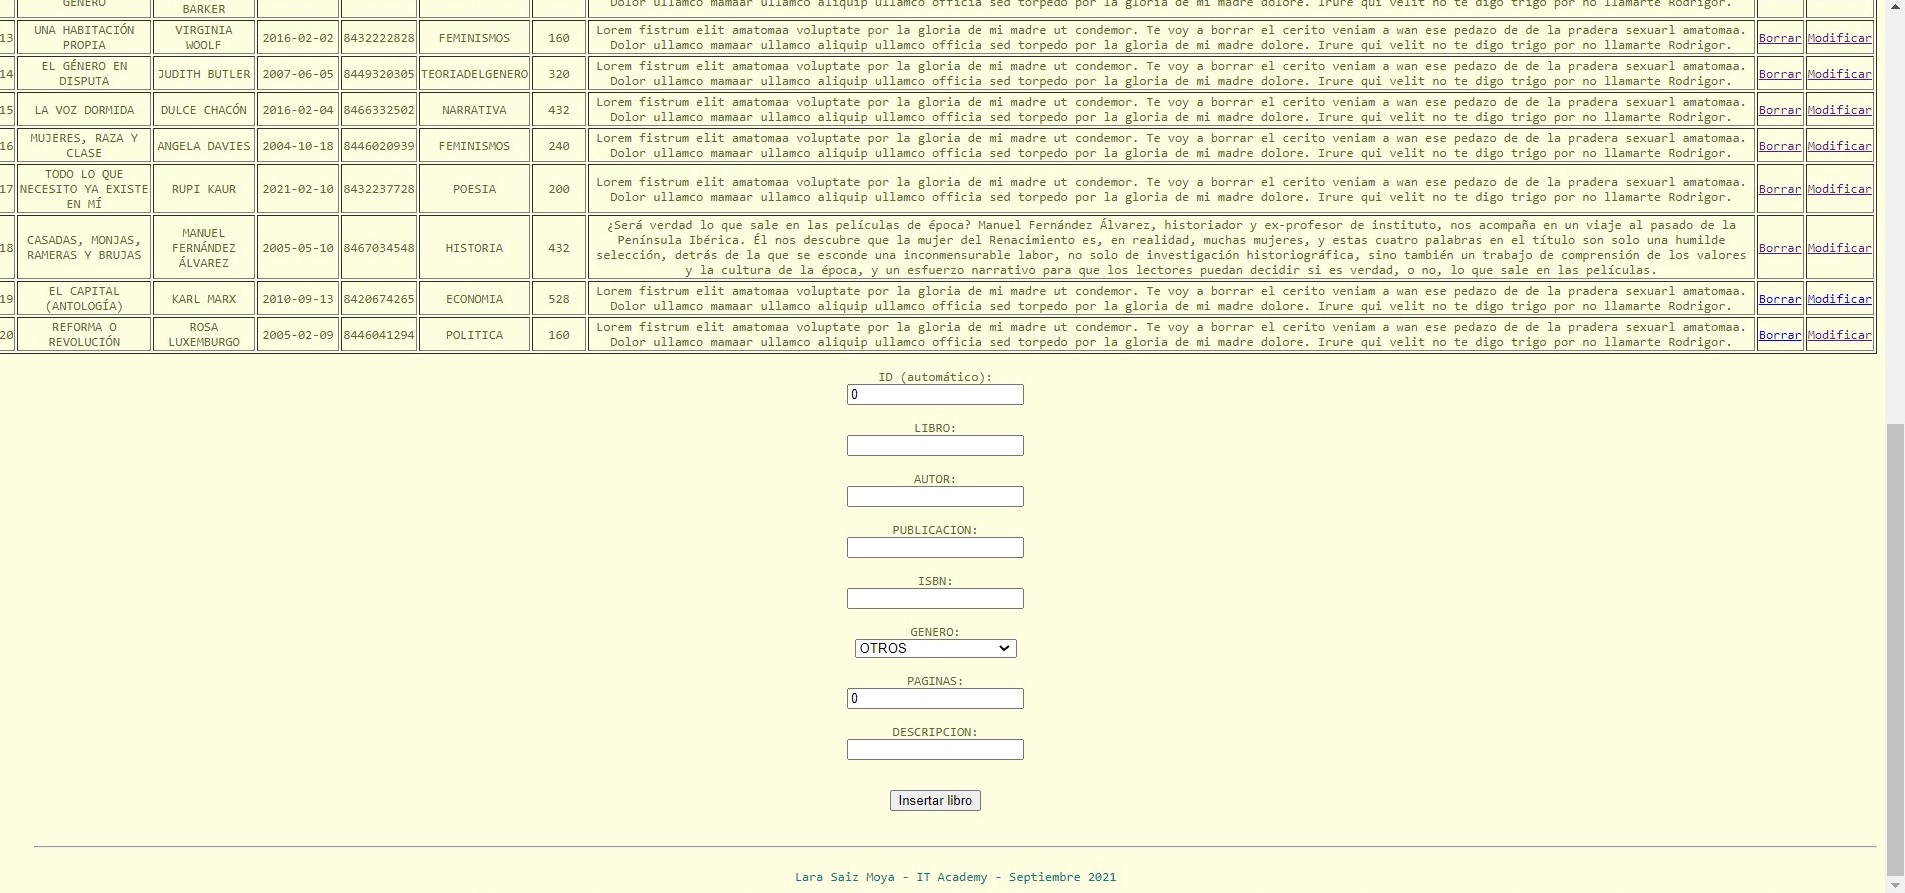 GÉNERO
BARKER
Dolor ullamco mamaar ullamco aliquip ullamco officia sed torpedo por la gloria de mi madre dolore. Irure qui velit no te digo trigo por no llamarte Rodrigor.
13 UNA HABITACIÓN PROPIA VIRGINIA WOOLF 2016-02-02 8432222828 FEMINISMOS 160 Lorem fistrum elit amatomaa voluptate por la gloria de mi madre ut condemor. Te voy a borrar el cerito veniam a wan ese pedazo de de la pradera sexuarl amatomaa.
Dolor ullamco mamaar ullamco aliquip ullamco officia sed torpedo por la gloria de mi madre dolore. Irure qui velit no te digo trigo por no llamarte Rodrigor. Borrar Modificar
14 EL GÉNERO EN DISPUTA JUDITH BUTLER 2007-06-05 8449320305 TEORIADELGENERO 320 Lorem fistrum elit amatomaa voluptate por la gloria de mi madre ut condemor. Te voy a borrar el cerito veniam a wan ese pedazo de de la pradera sexuarl amatomaa.
Dolor ullamco mamaar ullamco aliquip ullamco officia sed torpedo por la gloria de mi madre dolore. Irure qui velit no te digo trigo por no llamarte Rodrigor. Borrar Modificar
15 LA VOZ DORMIDA DULCE CHACÓN 2016-02-04 8466332502 NARRATIVA 432 Lorem fistrum elit amatomaa voluptate por la gloria de mi madre ut condemor. Te voy a borrar el cerito veniam a wan ese pedazo de de la pradera sexuarl amatomaa.
Dolor ullamco mamaar ullamco aliquip ullamco officia sed torpedo por la gloria de mi madre dolore. Irure qui velit no te digo trigo por no llamarte Rodrigor. Borrar Modificar
16 MUJERES, RAZA Y CLASE ANGELA DAVIES 2004-10-18 8446020939 FEMINISMOS 240 Lorem fistrum elit amatomaa voluptate por la gloria de mi madre ut condemor. Te voy a borrar el cerito veniam a wan ese pedazo de de la pradera sexuarl amatomaa.
Dolor ullamco mamaar ullamco aliquip ullamco officia sed torpedo por la gloria de mi madre dolore. Irure qui velit no te digo trigo por no llamarte Rodrigor. Borrar Modificar
17 TODO LO QUE NECESITO YA EXISTE EN MÍ RUPI KAUR 2021-02-10 8432237728 POESIA 200 Lorem fistrum elit amatomaa voluptate por la gloria de mi madre ut condemor. Te voy a borrar el cerito veniam a wan ese pedazo de de la pradera sexuarl amatomaa.
Dolor ullamco mamaar ullamco aliquip ullamco officia sed torpedo por la gloria de mi madre dolore. Irure qui velit no te digo trigo por no llamarte Rodrigor. Borrar Modificar
18 CASADAS, MONJAS, RAMERAS Y BRUJAS MANUEL FERNÁNDEZ ÁLVAREZ 2005-05-10 8467034548 HISTORIA 432 ¿Será verdad lo que sale en las películas de época? Manuel Fernández Álvarez, historiador y ex-profesor de instituto, nos acompaña en un viaje al pasado de la
Península Ibérica. Él nos descubre que la mujer del Renacimiento es, en realidad, muchas mujeres, y estas cuatro palabras en el título son solo una humilde
selección, detrás de la que se esconde una inconmensurable labor, no solo de investigación historiográfica, sino también un trabajo de comprensión de los valores
y la cultura de la época, y un esfuerzo narrativo para que los lectores puedan decidir si es verdad, o no, lo que sale en las películas. Borrar Modificar
19 EL CAPITAL (ANTOLOGÍA) KARL MARX 2010-09-13 8420674265 ECONOMIA 528 Lorem fistrum elit amatomaa voluptate por la gloria de mi madre ut condemor. Te voy a borrar el cerito veniam a wan ese pedazo de de la pradera sexuarl amatomaa.
Dolor ullamco mamaar ullamco aliquip ullamco officia sed torpedo por la gloria de mi madre dolore. Irure qui velit no te digo trigo por no llamarte Rodrigor. Borrar Modificar
20 REFORMA O REVOLUCIÓN ROSA LUXEMBURGO 2005-02-09 8446041294 POLITICA 160 Lorem fistrum elit amatomaa voluptate por la gloria de mi madre ut condemor. Te voy a borrar el cerito veniam a wan ese pedazo de de la pradera sexuarl amatomaa.
Dolor ullamco mamaar ullamco aliquip ullamco officia sed torpedo por la gloria de mi madre dolore. Irure qui velit no te digo trigo por no llamarte Rodrigor. Borrar Modificar
ID (automático):
0
LIBRO:
AUTOR:
PUBLICACION:
ISBN:
GENERO:
OTROS
PAGINAS:
0
DESCRIPCION:
Insertar libro
Lara Saiz Moya - IT Academy - Septiembre 2021